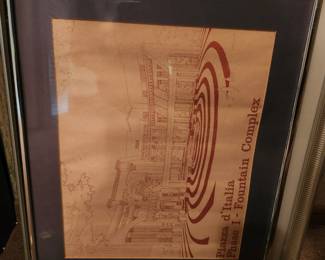 Piazza d'Italia
Phase I - Fountain Complex